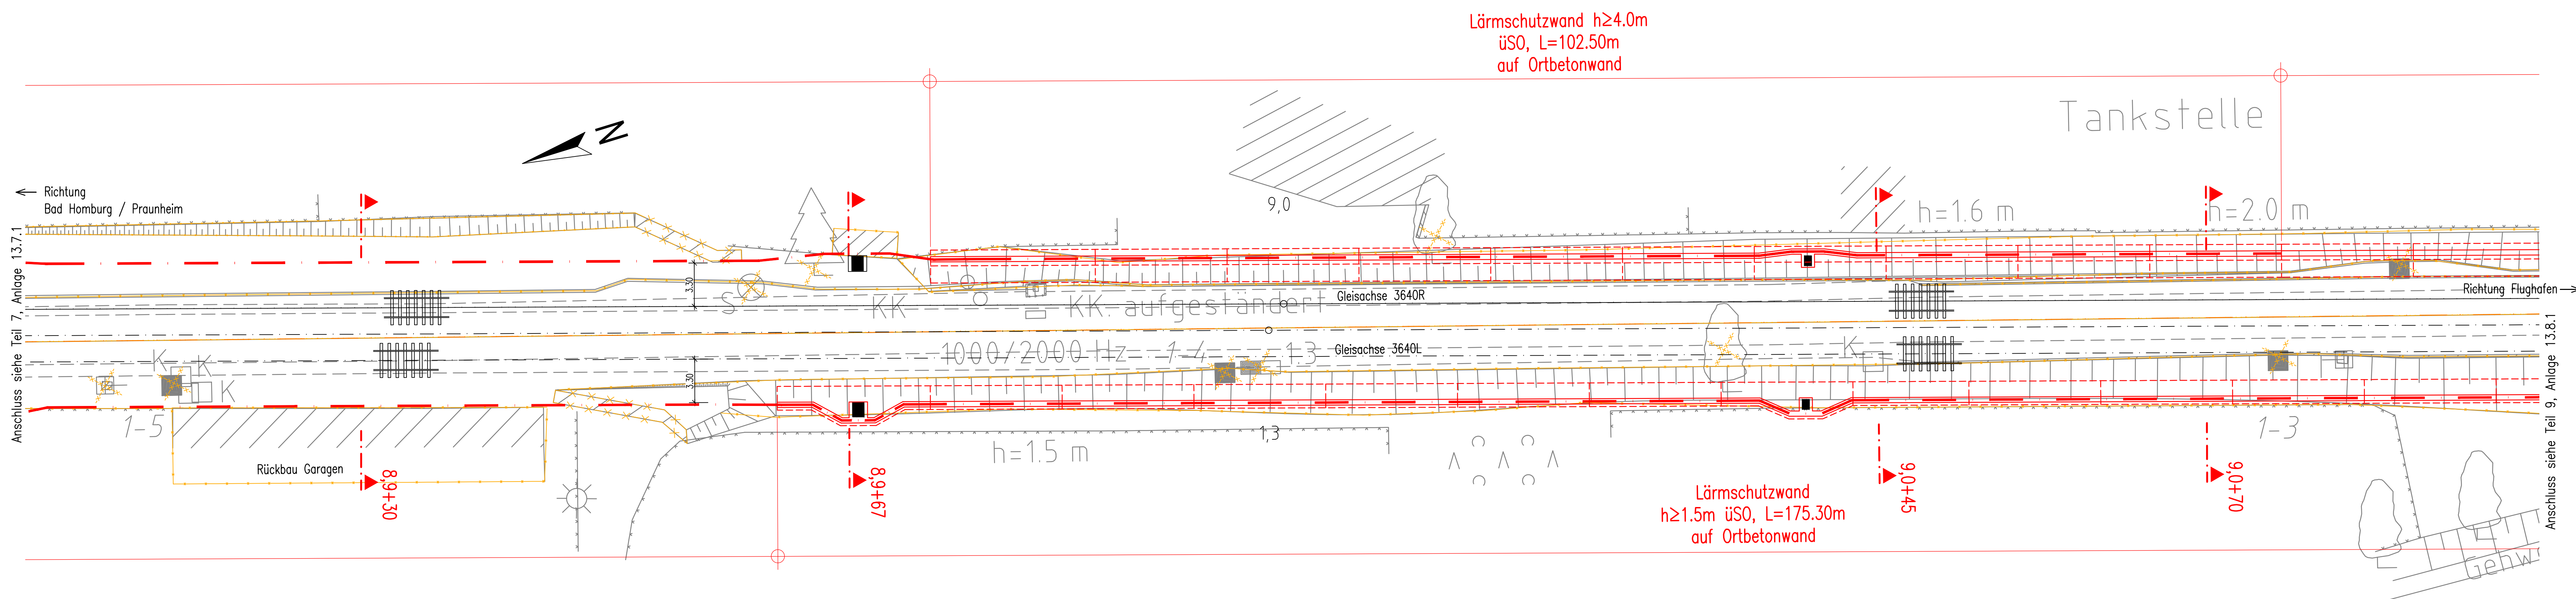 Lärmschutzwand h≥4.0m
üSO, L=102.50m
auf Ortbetonwand
Tankstelle
N
Richtung
Bad Homburg / Praunheim
9,0
h=1.6 m
h=2.0 m
Anschluss siehe Teil 7, Anlage 13.7.1
3.30
S
KK
KK. aufgeständert
Gleisachse 3640R
Richtung Flughafen
1000/2000 Hz
1-4
13
Gleisachse 3640L
K
K
K
K
3.30
1-5
Rückbau Garagen
h=1.5 m
1,3
1-3
8,9+30
8,9+67
9,0+45
9,0+70
Lärmschutzwand
h≥1.5m üSO, L=175.30m
auf Ortbetonwand
Anschluss siehe Teil 9, Anlage 13.8.1
Gehw